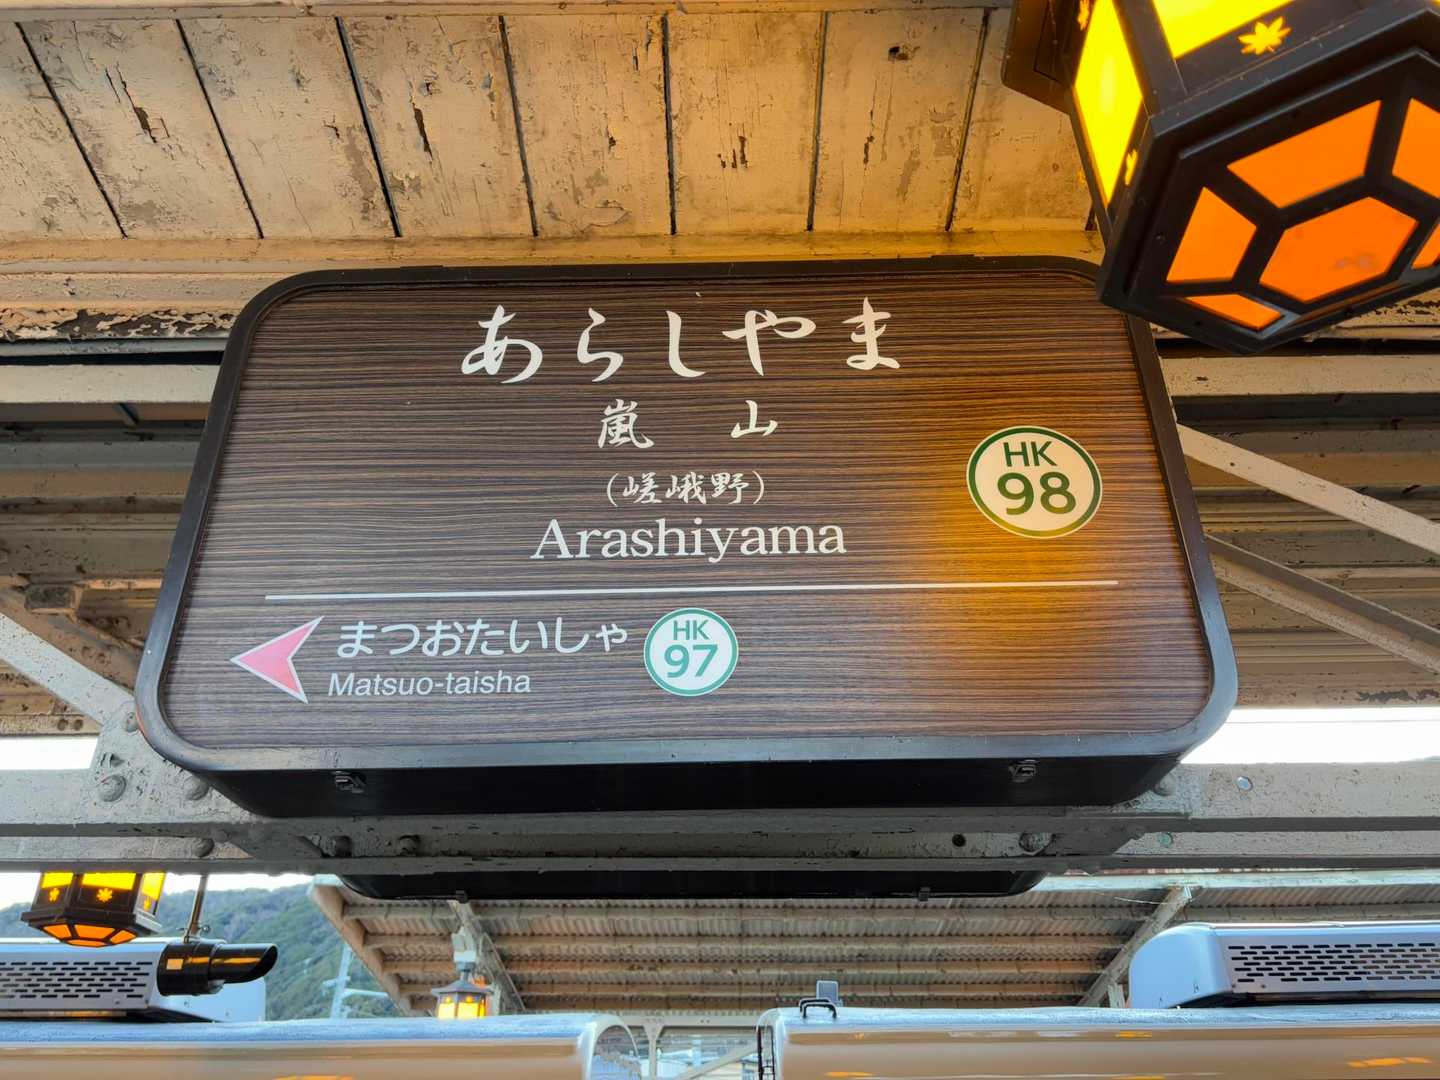 あらしやま
嵐山
(嵯峨野)
Arashiyama
HK
98
まつおたいしゃ
Matsuo-taisha
HK
97